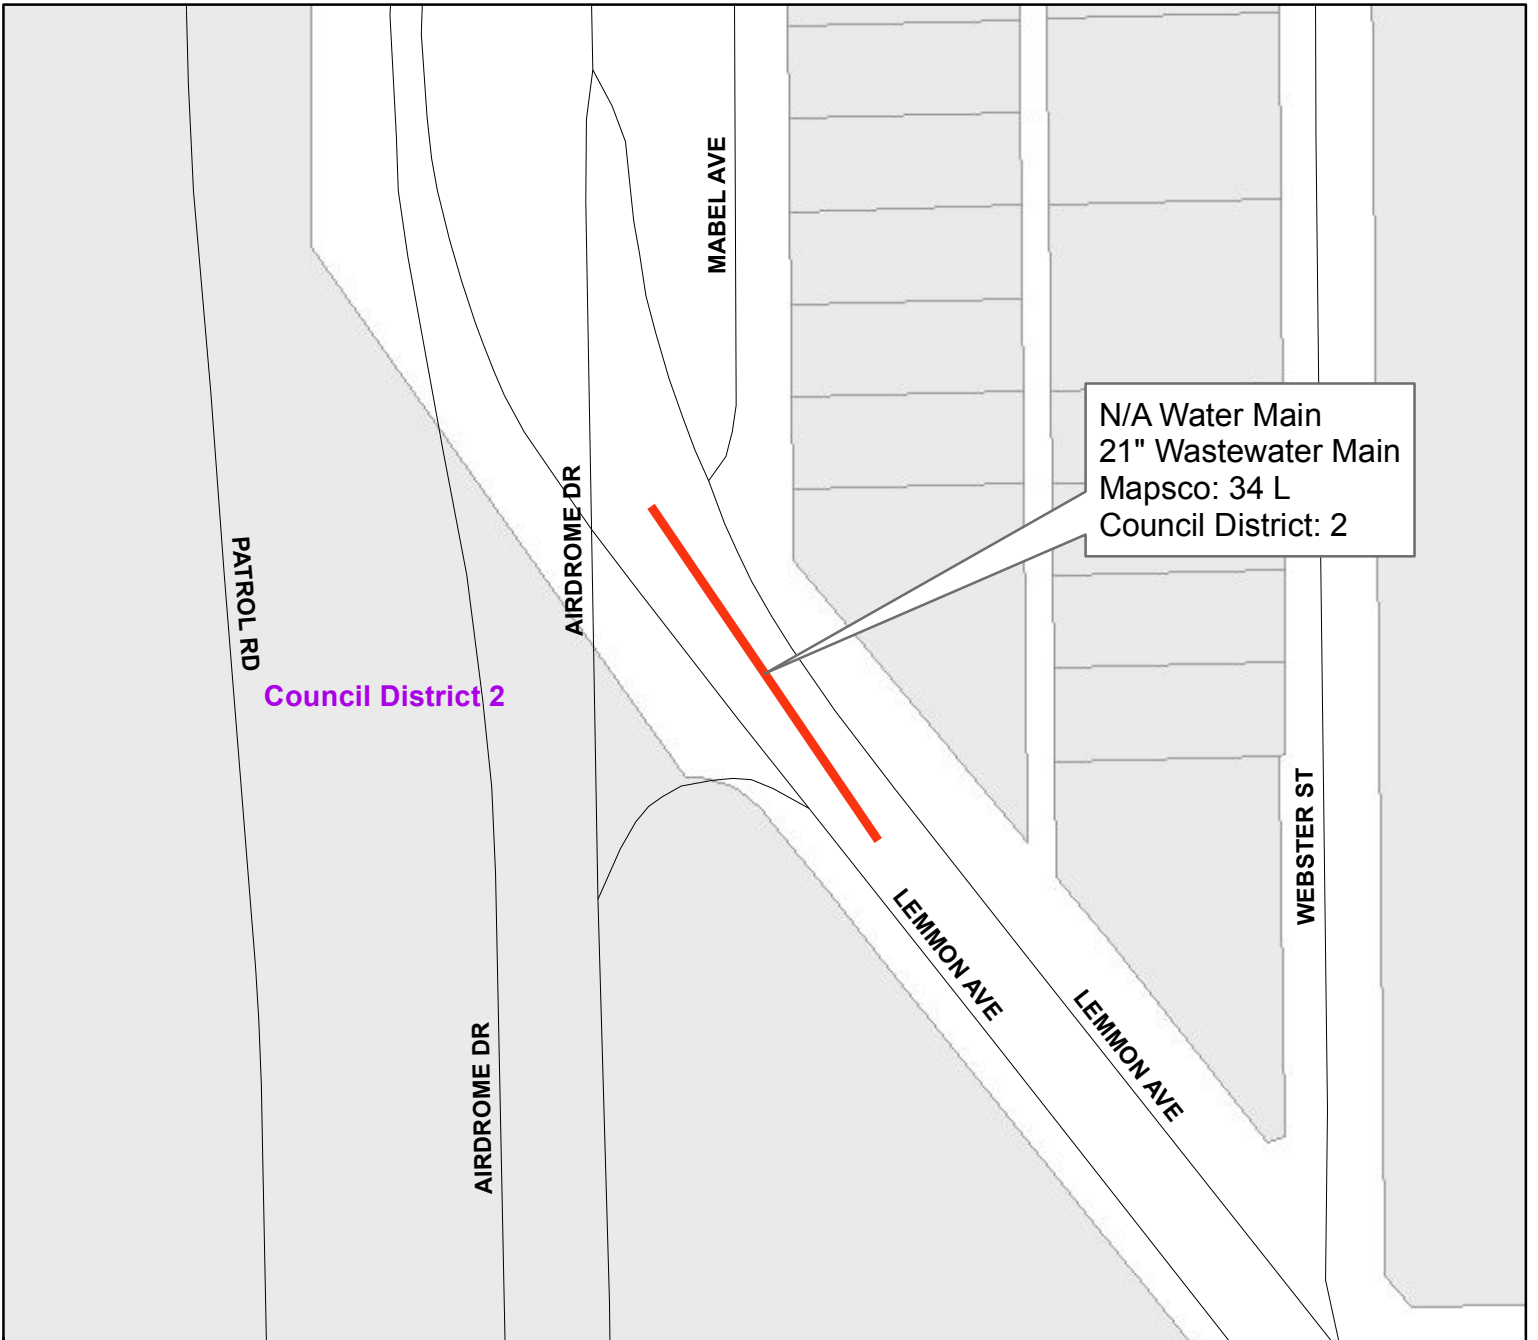 MABEL AVE
N/A Water Main
21" Wastewater Main
Mapsco: 34 L
Council District: 2
AIRDROME DR
PATROL RD
Council District 2
WEBSTER ST
LEMMON AVE
LEMMON AVE
AIRDROME DR